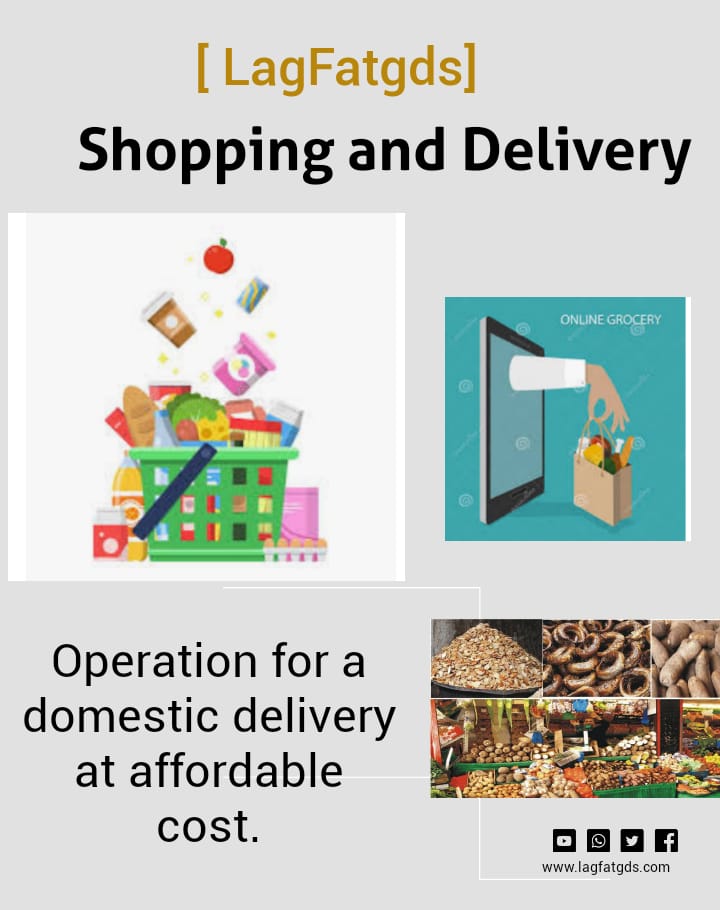 [ LagFatgds]
Shopping and Delivery
ONLINE GROCERY
Operation for a
domestic delivery
at affordable
cost.
www.lagfatgds.com